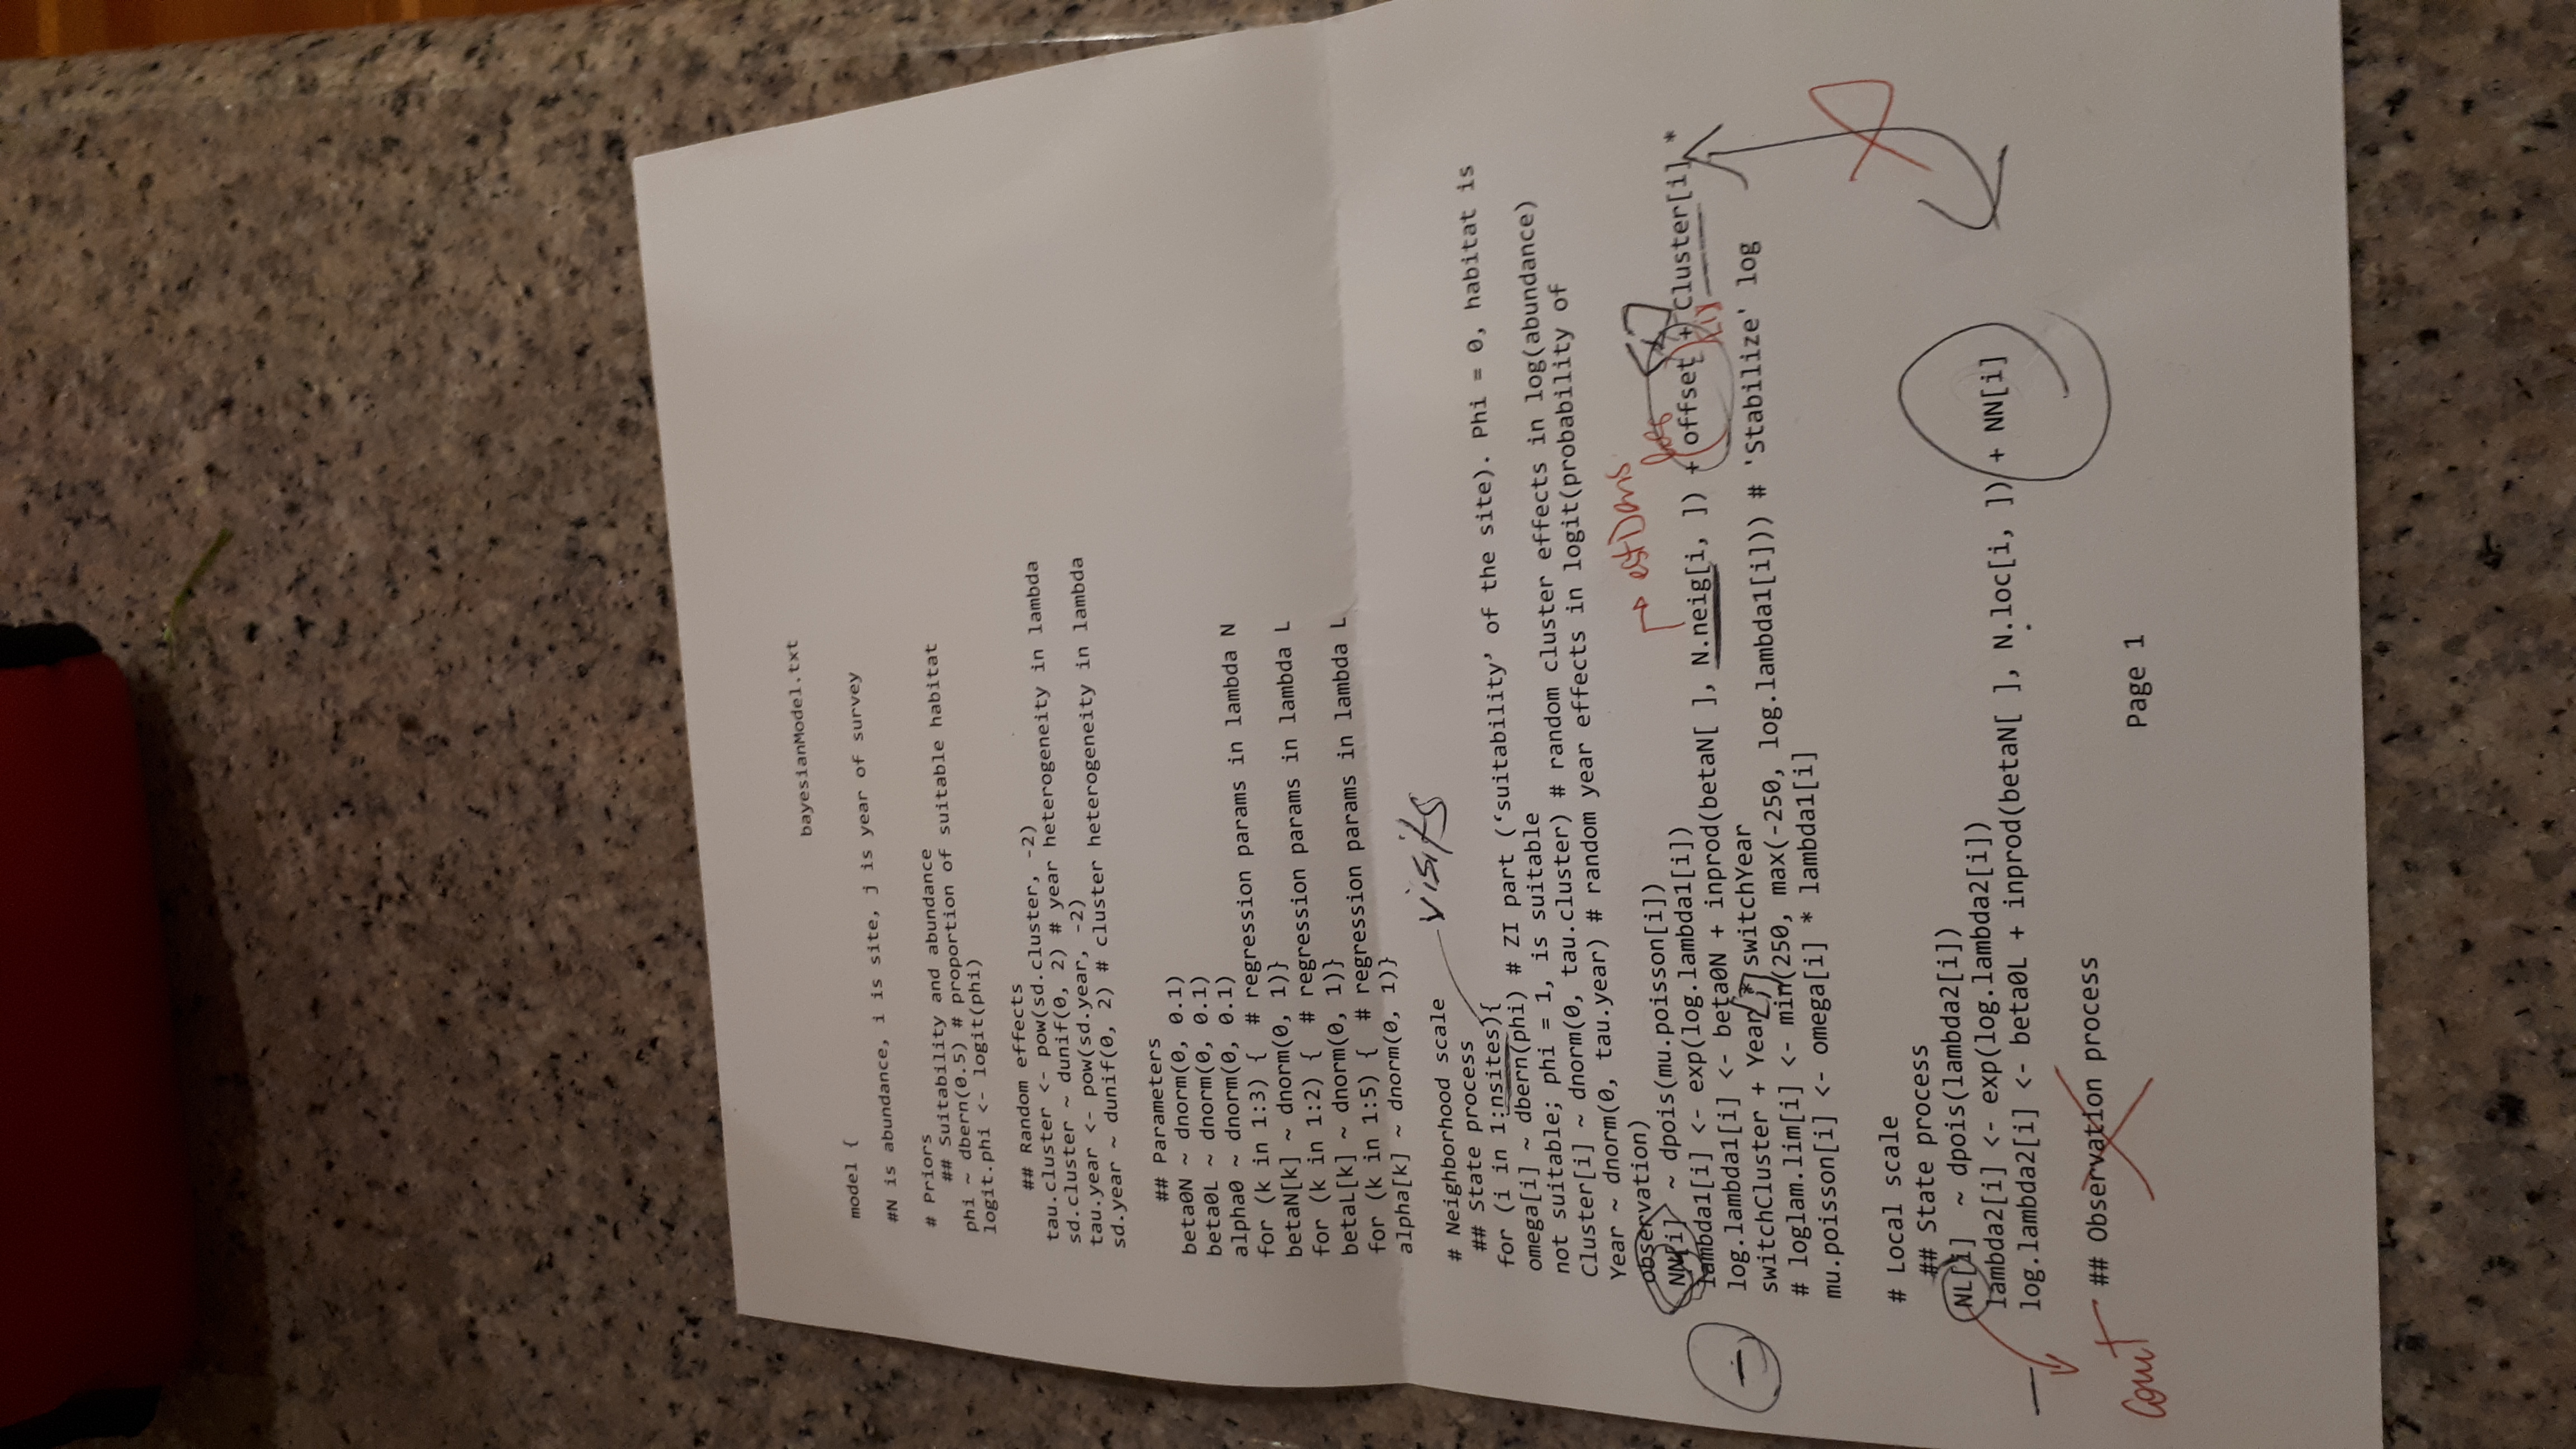 bayesianModel.txt
model {
#N is abundance, i is site, j is year of survey
# Priors
## Suitability and abundance
phi ~ dbern(0.5) # proportion of suitable habitat
logit.phi <- logit(phi)
## Random effects
tau.cluster <- pow(sd.cluster, -2)
sd.cluster ~ dunif(0, 2) # year heterogeneity in lambda
tau.year <- pow(sd.year, -2)
sd.year ~ dunif(0, 2) # cluster heterogeneity in lambda
## Parameters
beta0N ~ dnorm(0, 0.1)
beta0L ~ dnorm(0, 0.1)
alpha0 ~ dnorm(0, 0.1)
for (k in 1:3) { # regression params in lambda N
betaN[k] ~ dnorm(0, 1)}
for (k in 1:2) { # regression params in lambda L
betaL[k] ~ dnorm(0, 1)}
for (k in 1:5) { # regression params in lambda L
alpha[k] ~ dnorm(0, 1)}
visits
# Neighborhood scale
## State process
for (i in 1:nsites){
omega[i] ~ dbern(phi) # ZI part (‘suitability’ of the site). Phi = 0, habitat is
not suitable; phi = 1, is suitable
Cluster[i] ~ dnorm(0, tau.cluster) # random cluster effects in log(abundance)
Year ~ dnorm(0, tau.year) # random year effects in logit(probability of
observation)
estDens
NN[i] ~ dpois(mu.poisson[i])
lambda1[i] <- exp(log.lambda1[i])
log
log.lambda1[i] <- beta0N + inprod(betaN[ ], N.neig[i, ]) + offset + Cluster[i] *
[i]
switchCluster + Year * switchYear
# loglam.lim[i] <- min(250, max(-250, log.lambda1[i])) # 'Stabilize' log
mu.poisson[i] <- omega[i] * lambda1[i]
# Local scale
## State process
NL[i] ~ dpois(lambda2[i])
lambda2[i] <- exp(log.lambda2[i])
log.lambda2[i] <- beta0L + inprod(betaN[ ], N.loc[i, ]) + NN[i]
## Observation process
Count
Page 1